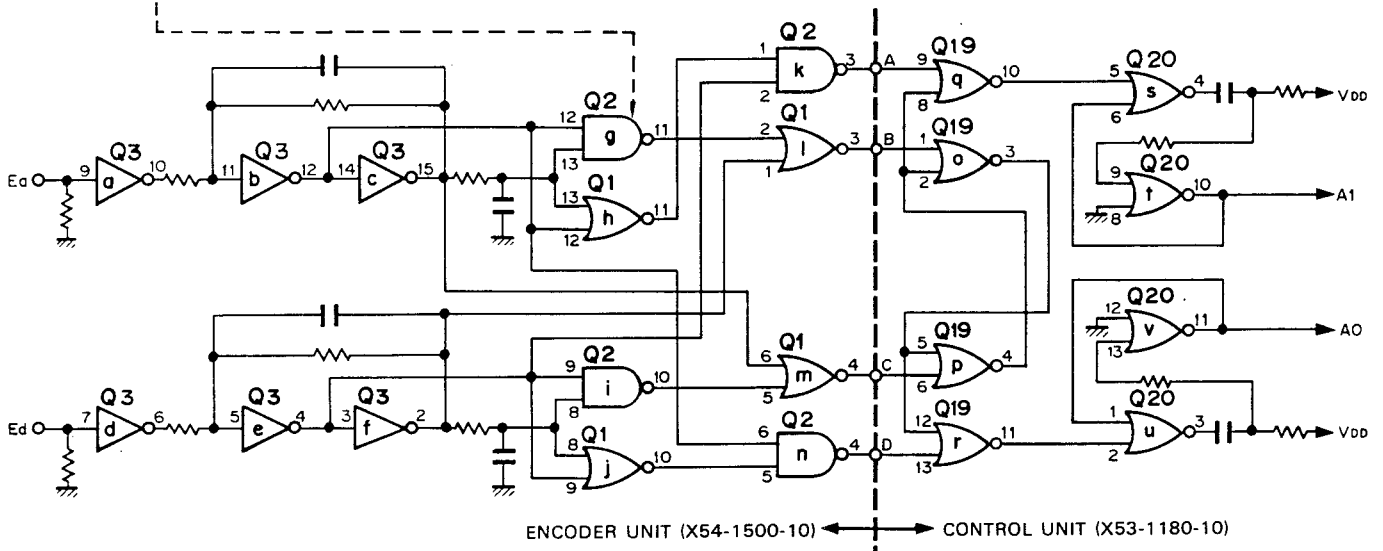 Q2
1
k
3
A
2
Q19
9
q
10
8
Q20
5
s
4
6
VDD
Q2
12
g
11
13
Q1
2
l
3
B
1
Q19
1
o
3
2
Q3
Ea
9
a
10
Q3
11
b
12
Q3
14
c
15
Q1
13
h
11
12
Q20
9
t
10
8
A1
Q20
12
v
11
13
A0
Q1
6
m
4
C
5
Q19
5
p
4
6
Q2
9
i
10
8
Q3
Ed
7
d
6
Q3
5
e
4
Q3
3
f
2
Q1
8
j
10
9
Q2
6
n
4
D
5
Q19
12
r
11
13
Q20
1
u
3
2
VDD
ENCODER UNIT (X54-1500-10)
CONTROL UNIT (X53-1180-10)